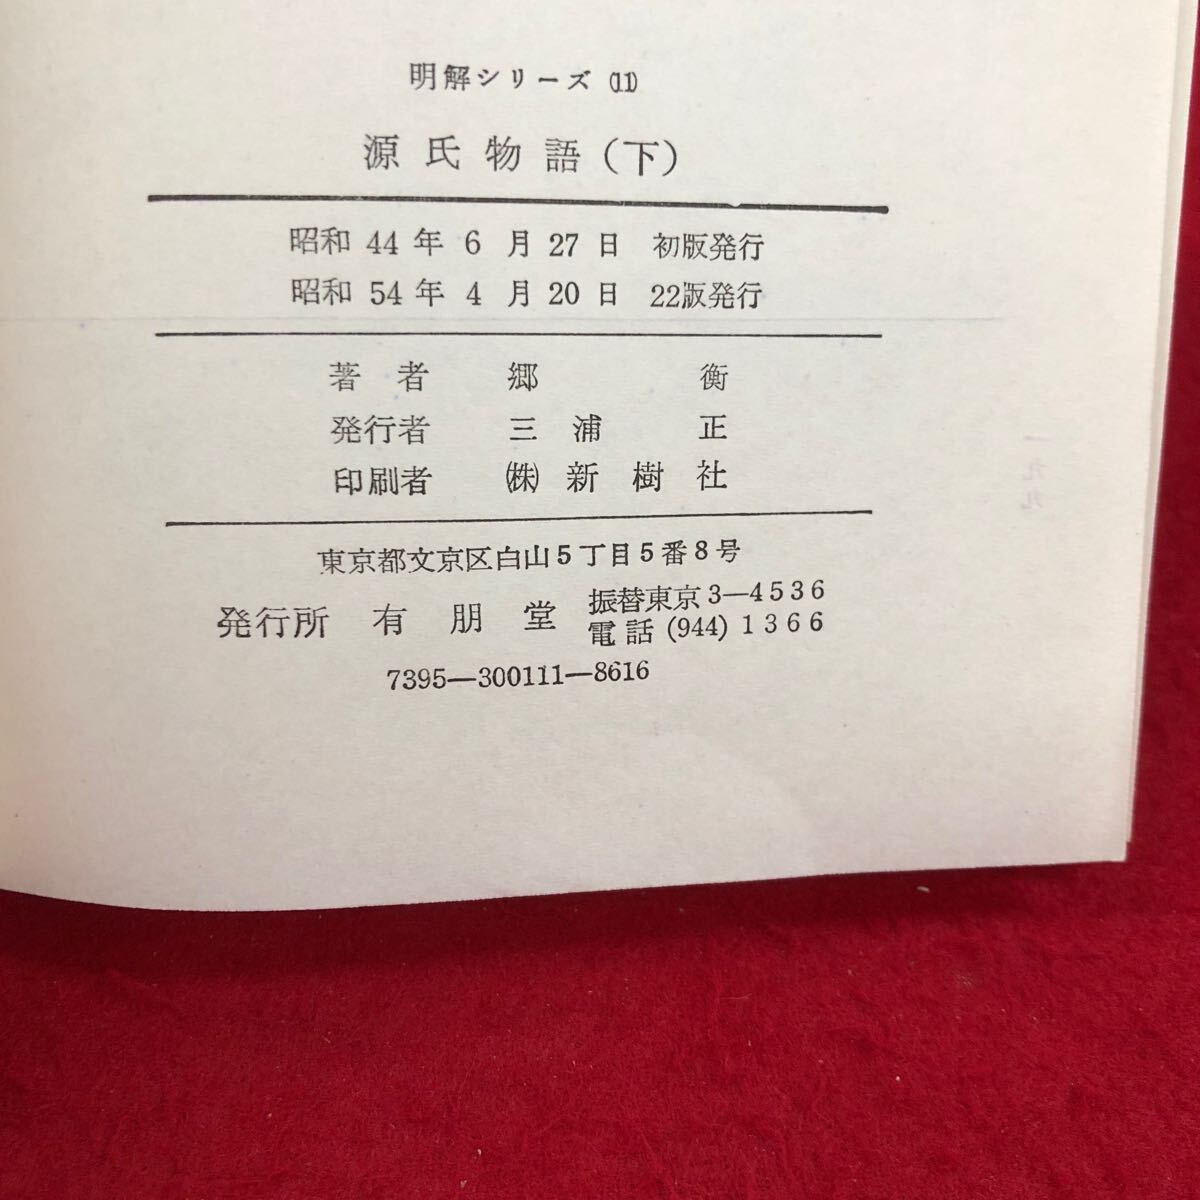 明解シリーズ (11)
源氏物語(下)
昭和 44 年 6 月 27 日 初版発行
昭和 54 年 4 月 20 日 22版発行
著者 郷 衡
発行者 三浦 正
印刷者 ㈱ 新樹社
東京都文京区白山5丁目5番8号
発行所 有朋堂 振替東京3—4536
電話 (944) 1366
7395—300111—8616